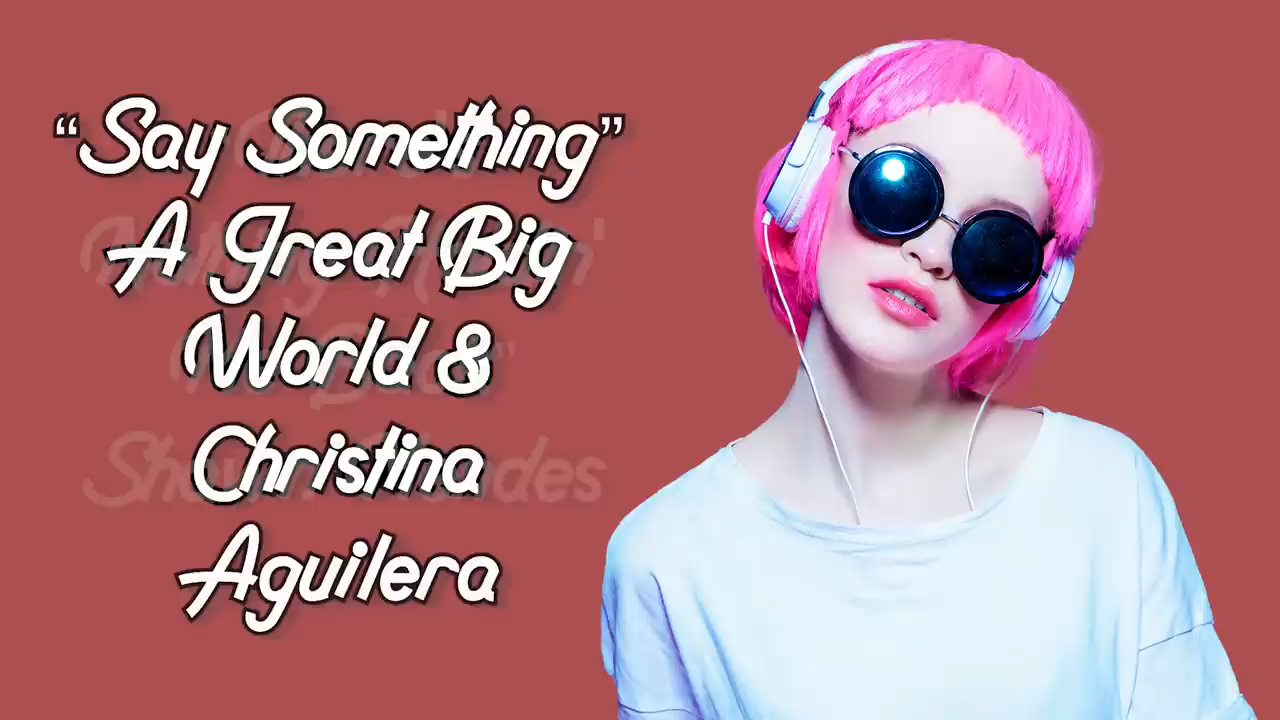 “Say Something”
A Great Big
World &
Christina
Aguilera